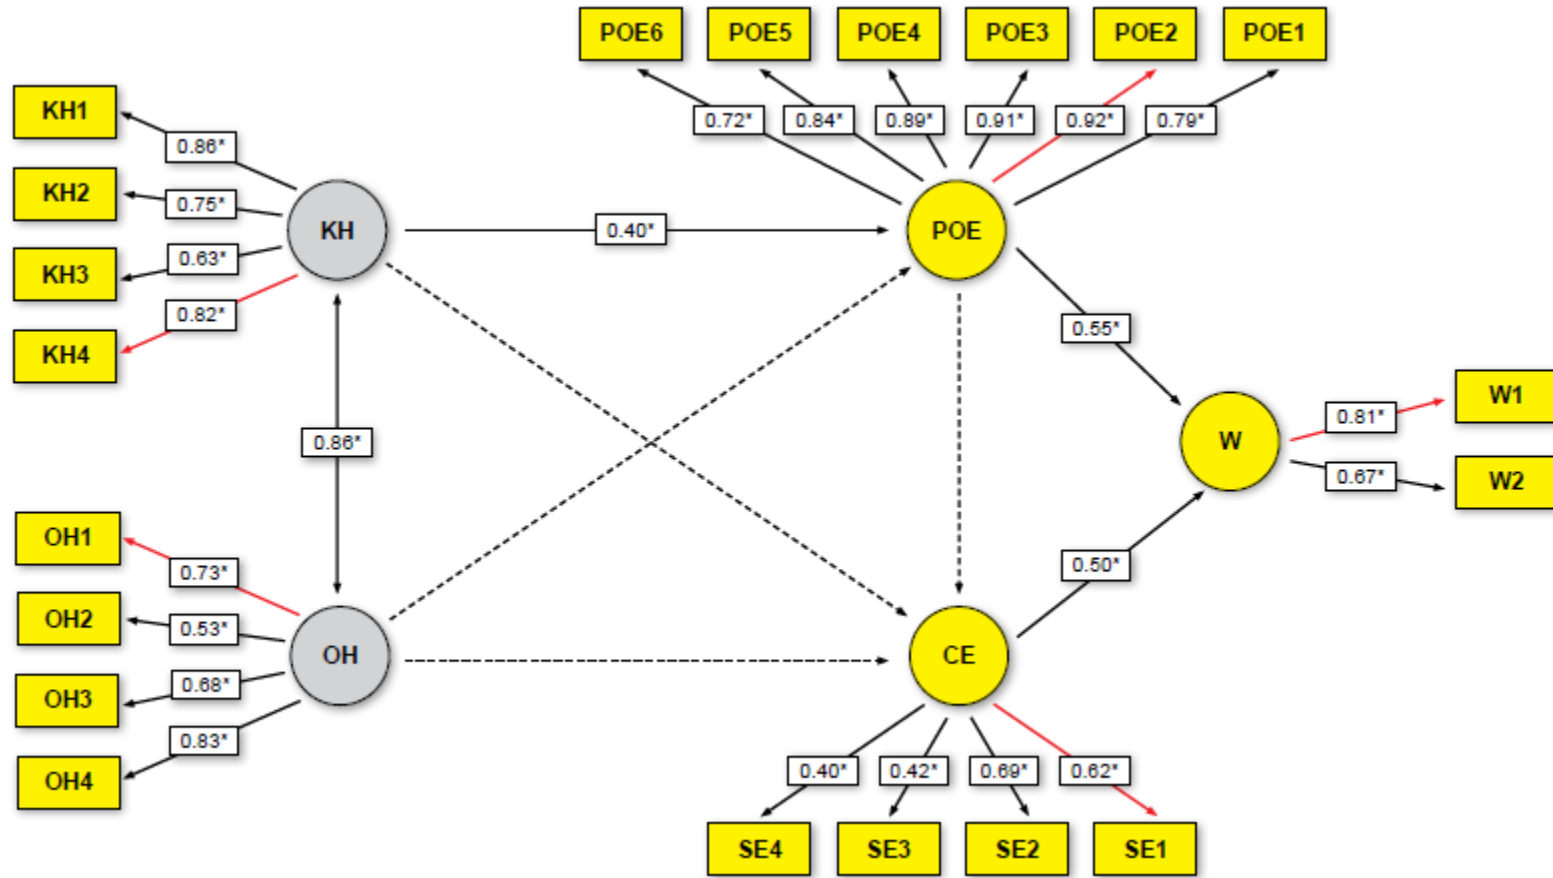 POE6 POE5 POE4 POE3 POE2 POE1
0.72* 0.84* 0.89* 0.91* 0.92* 0.79*
KH1
0.86*
KH2
0.75*
KH3
0.63*
KH4
0.82*
KH
0.40*
POE
0.55*
0.86*
W
0.81*
W1
0.67*
W2
0.50*
OH1
0.73*
OH2
0.53*
OH3
0.68*
OH4
0.83*
OH
CE
0.40* 0.42* 0.69* 0.62*
SE4 SE3 SE2 SE1